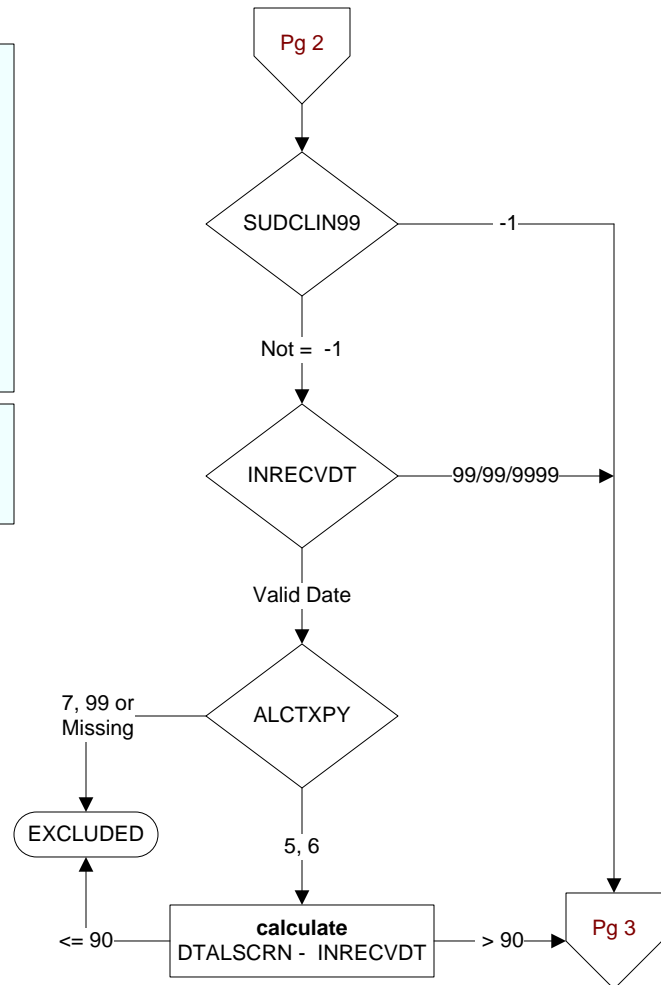 Pg 2
SUDCLIN99
-1
Not = -1
INRECVDT
99/99/9999
Valid Date
ALCTXPY
7, 99 or
Missing
EXCLUDED
5, 6
<= 90
calculate
DTALSCRN - INRECVDT
> 90
Pg 3